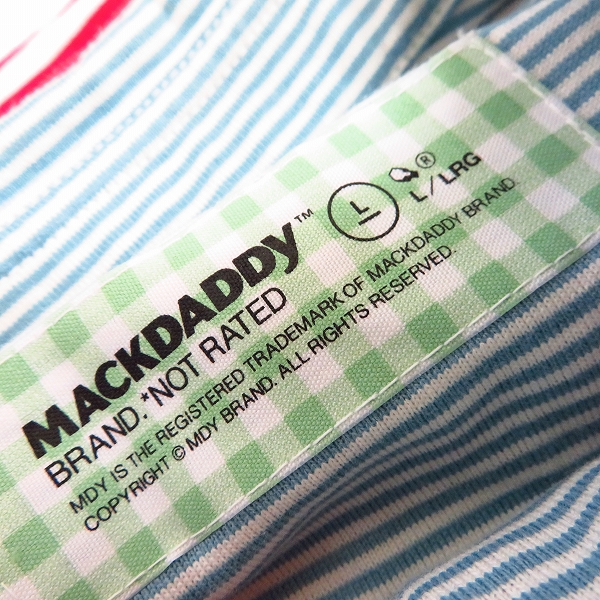 MACKDADDY™
BRAND.*NOT RATED
MDY IS THE REGISTERED TRADEMARK OF MACKDADDY BRAND.
COPYRIGHT © MDY BRAND. ALL RIGHTS RESERVED.
L
®
L/LRG